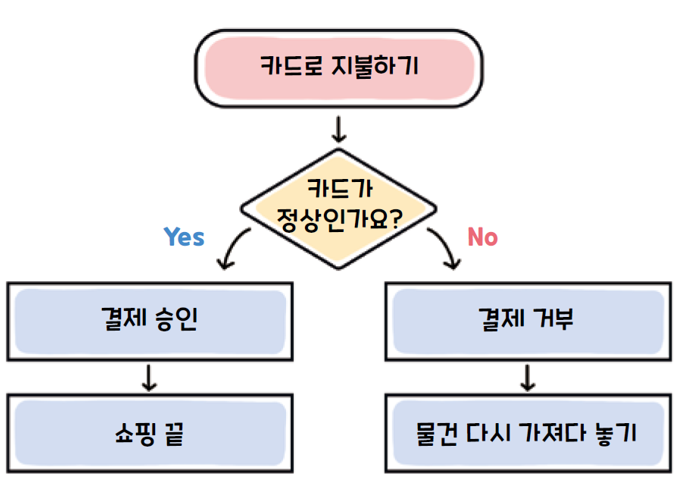 카드로 지불하기
카드가
정상인가요?
Yes
No
결제 승인
결제 거부
쇼핑 끝
물건 다시 가져다 놓기